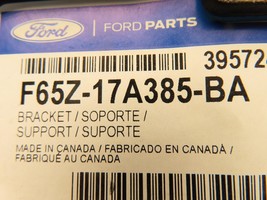 Ford FORD PARTS
39572
F65Z-17A385-BA
BRACKET / SOPORTE /
SUPPORT / SUPORTE
MADE IN CANADA / FABRICADO EN CANADÁ /
FABRIQUÉ AU CANADA